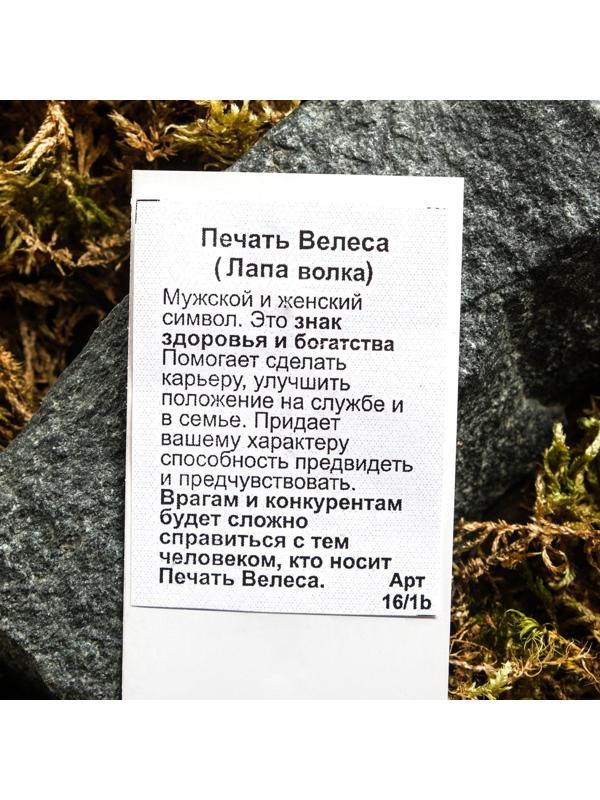 Печать Велеса
(Лапа волка)
Мужской и женский
символ. Это знак
здоровья и богатства
Помогает сделать
карьеру, улучшить
положение на службе и
в семье. Придает
вашему характеру
способность предвидеть
и предчувствовать.
Врагам и конкурентам
будет сложно
справиться с тем
человеком, кто носит
Печать Велеса.
Арт
16/1b